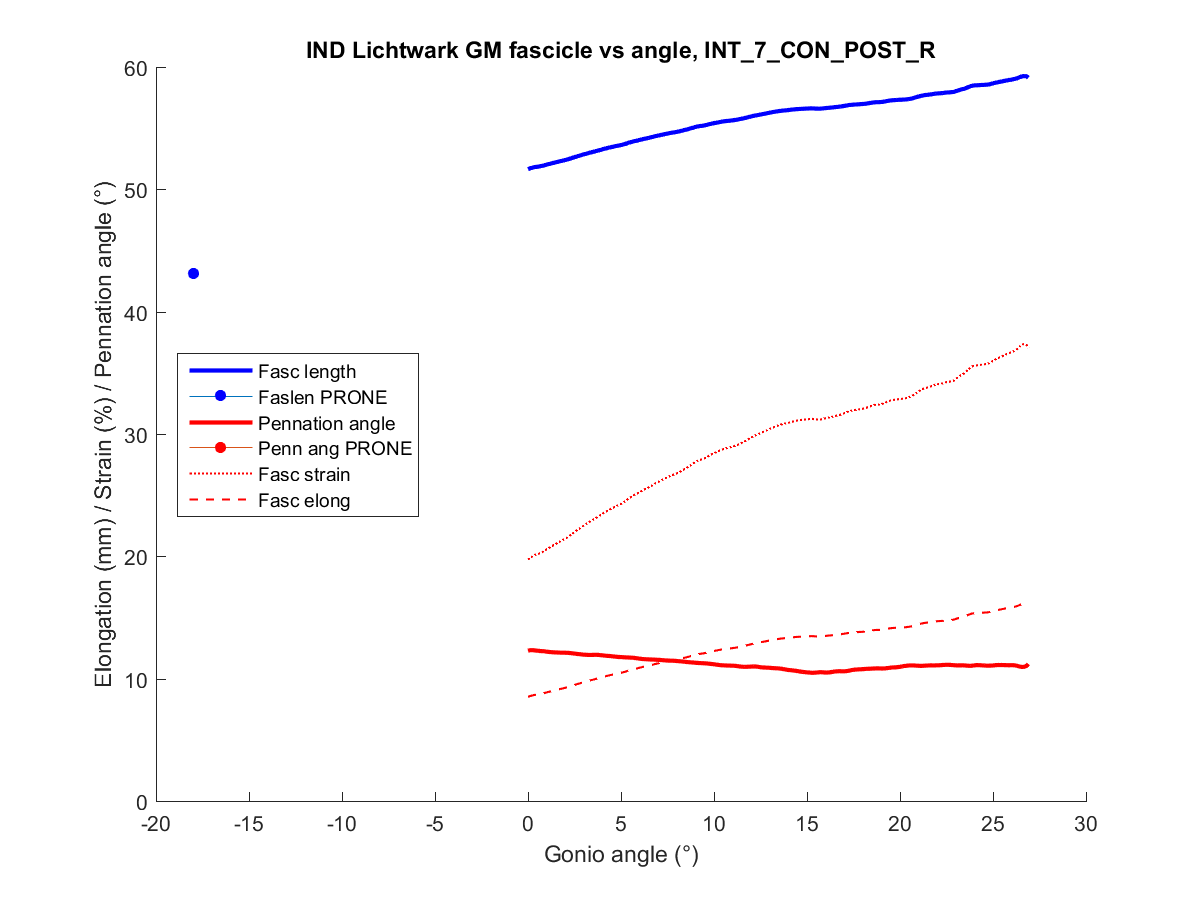 IND Lichtwark GM fascicle vs angle, INT_7_CON_POST_R
Elongation (mm) / Strain (%) / Pennation angle (°)
60
50
40
30
20
10
0
Fasc length
Faslen PRONE
Pennation angle
Penn ang PRONE
Fasc strain
Fasc elong
-20 -15 -10 -5 0 5 10 15 20 25 30
Gonio angle (°)